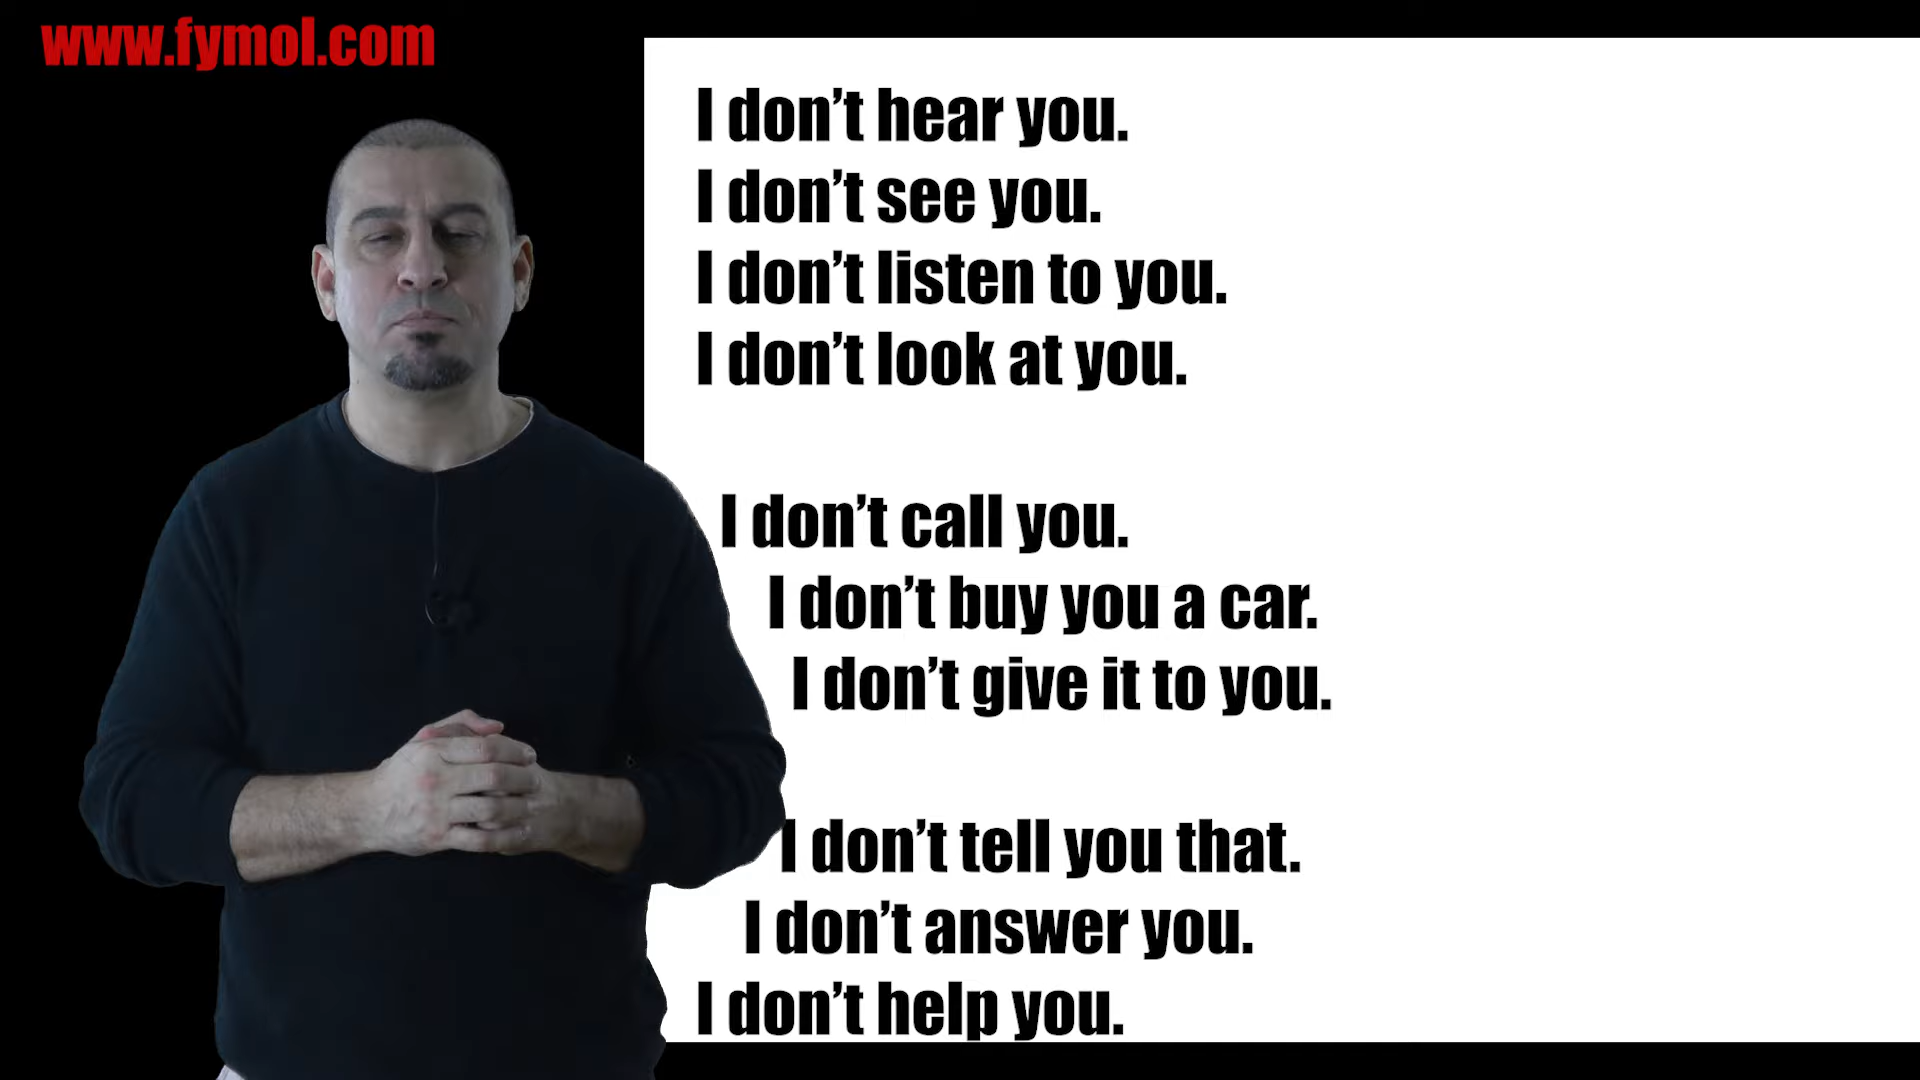 www.fymol.com
I don’t hear you.
I don’t see you.
I don’t listen to you.
I don’t look at you.
I don’t call you.
I don’t buy you a car.
I don’t give it to you.
I don’t tell you that.
I don’t answer you.
I don’t help you.